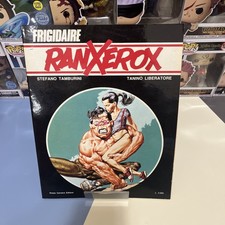 FRIGIDAIRE
RANXEROX
STEFANO TAMBURINI TANINO LIBERATORE